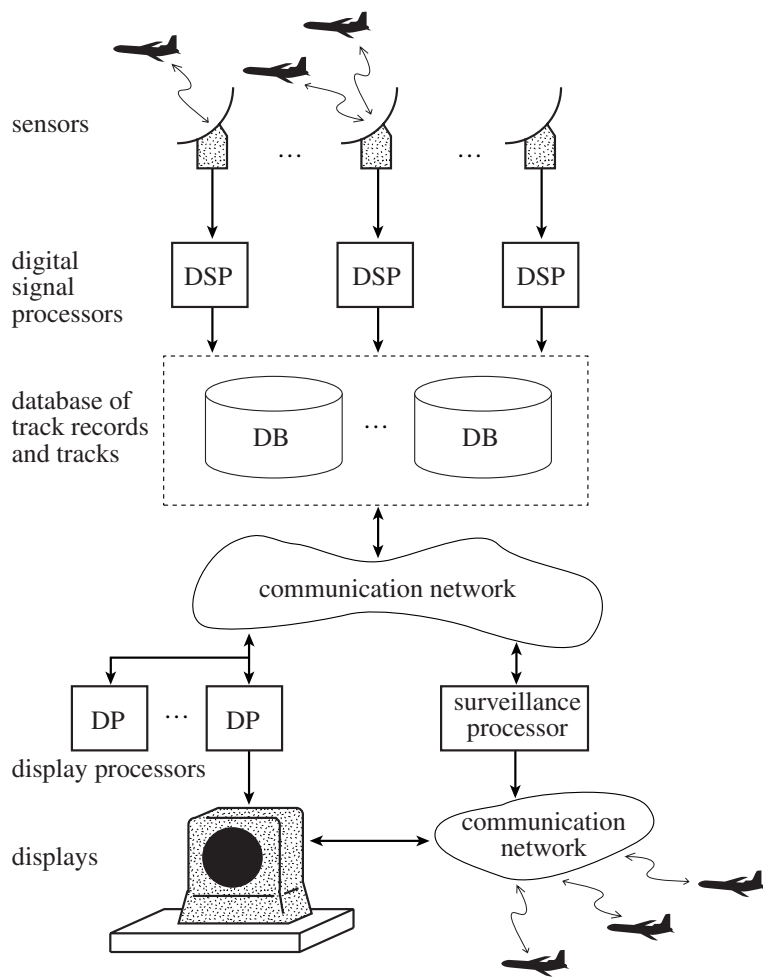 sensors
...
...
digital
signal
processors
DSP
DSP
DSP
database of
track records
and tracks
DB
...
DB
communication network
DP
...
DP
surveillance
processor
display processors
displays
communication
network